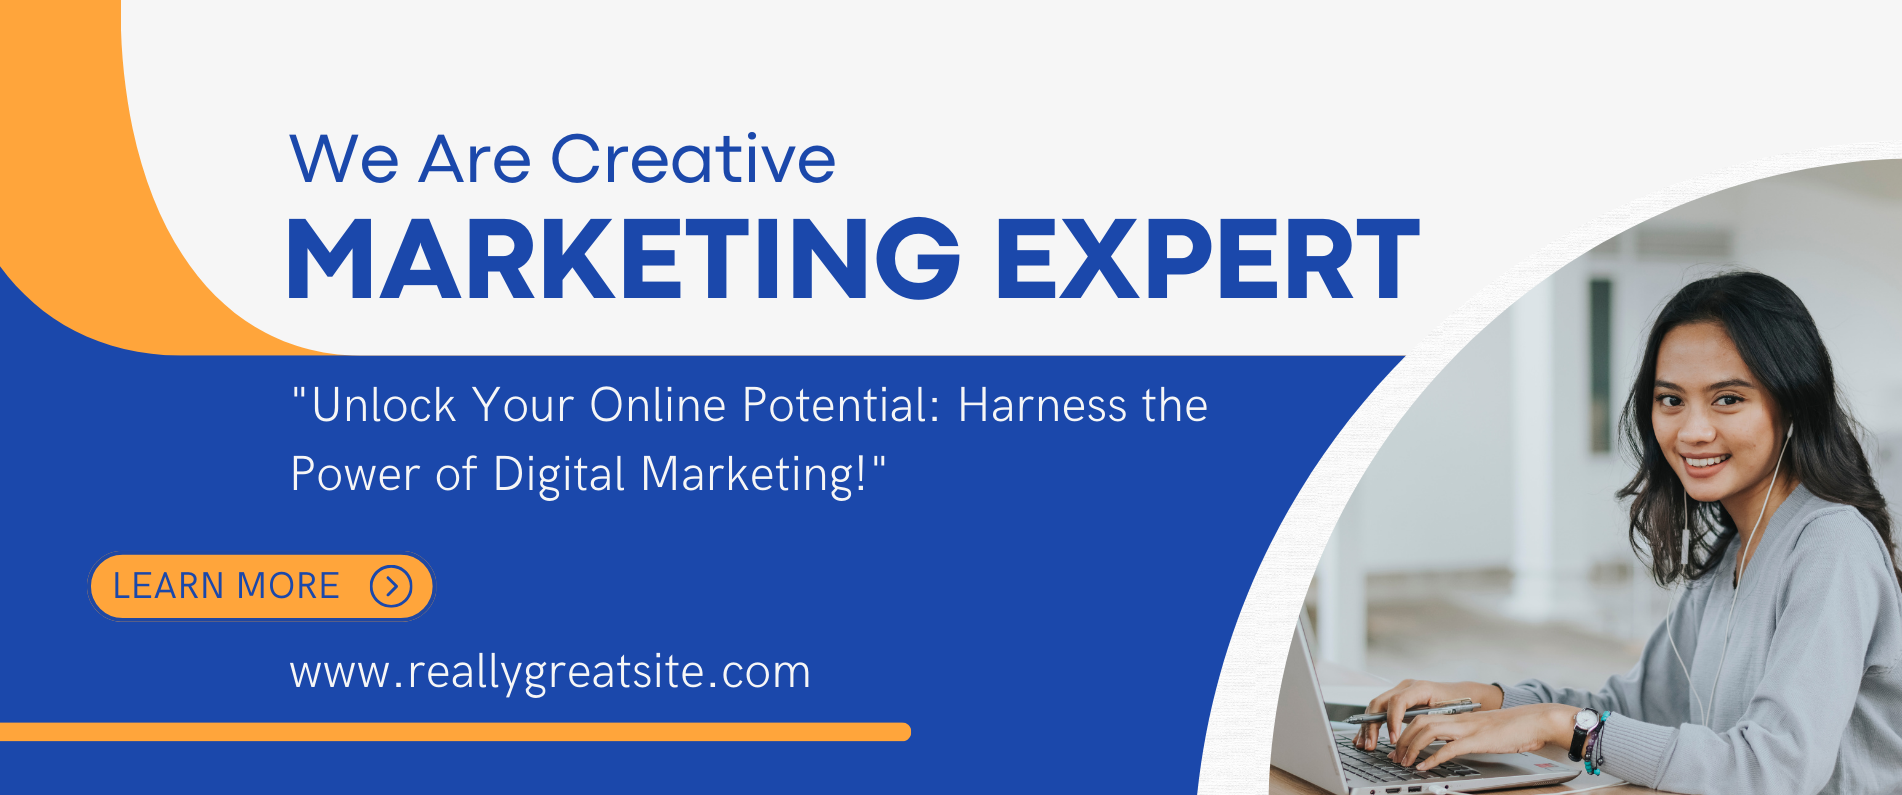 We Are Creative
MARKETING EXPERT
"Unlock Your Online Potential: Harness the
Power of Digital Marketing!"
LEARN MORE
www.reallygreatsite.com